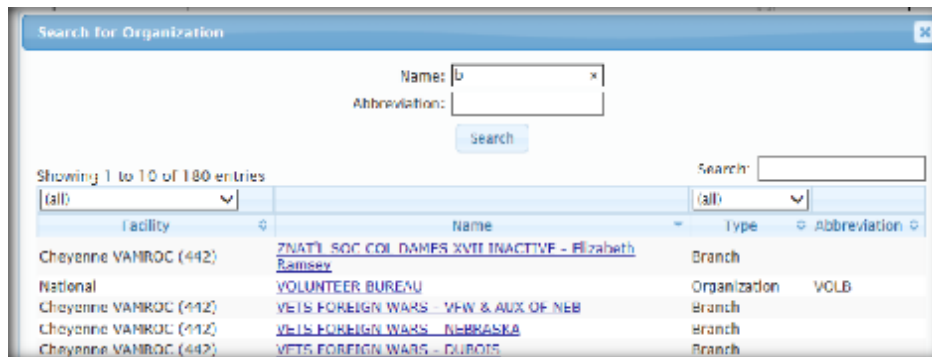 Search for Organization
Name: b
Abbreviation:
Search
Showing 1 to 10 of 180 entries
Search:
(all) (all)
Facility Name Type Abbreviation
Cheyenne VAMROC (442) ZNAT'L SOC COL DAMES XVII INACTIVE - Elizabeth Ramsey Branch
National VOLUNTEER BUREAU Organization VOLB
Cheyenne VAMROC (442) VETS FOREIGN WARS - VFW & AUX OF NEB Branch
Cheyenne VAMROC (442) VETS FOREIGN WARS - NEBRASKA Branch
Cheyenne VAMROC (442) VETS FOREIGN WARS - DUBOIS Branch